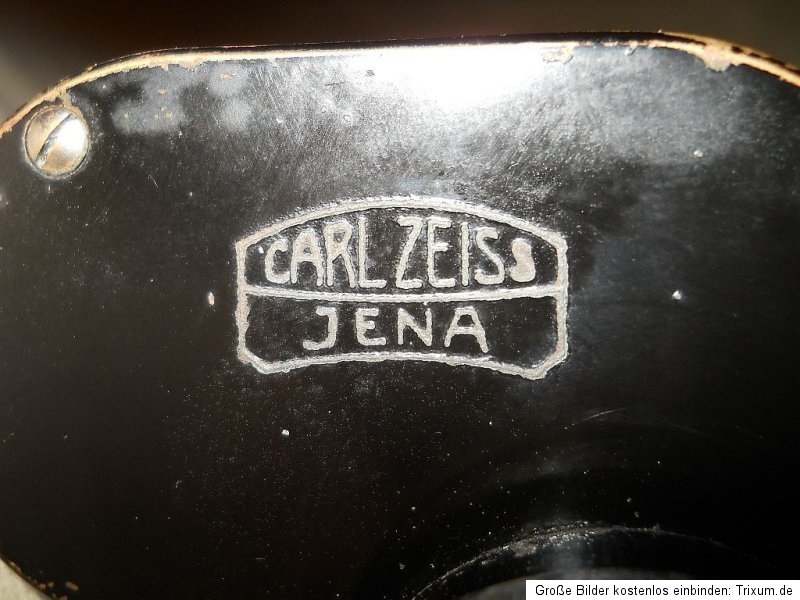 CARL ZEISS
JENA
Große Bilder kostenlos einbinden: Trixum.de